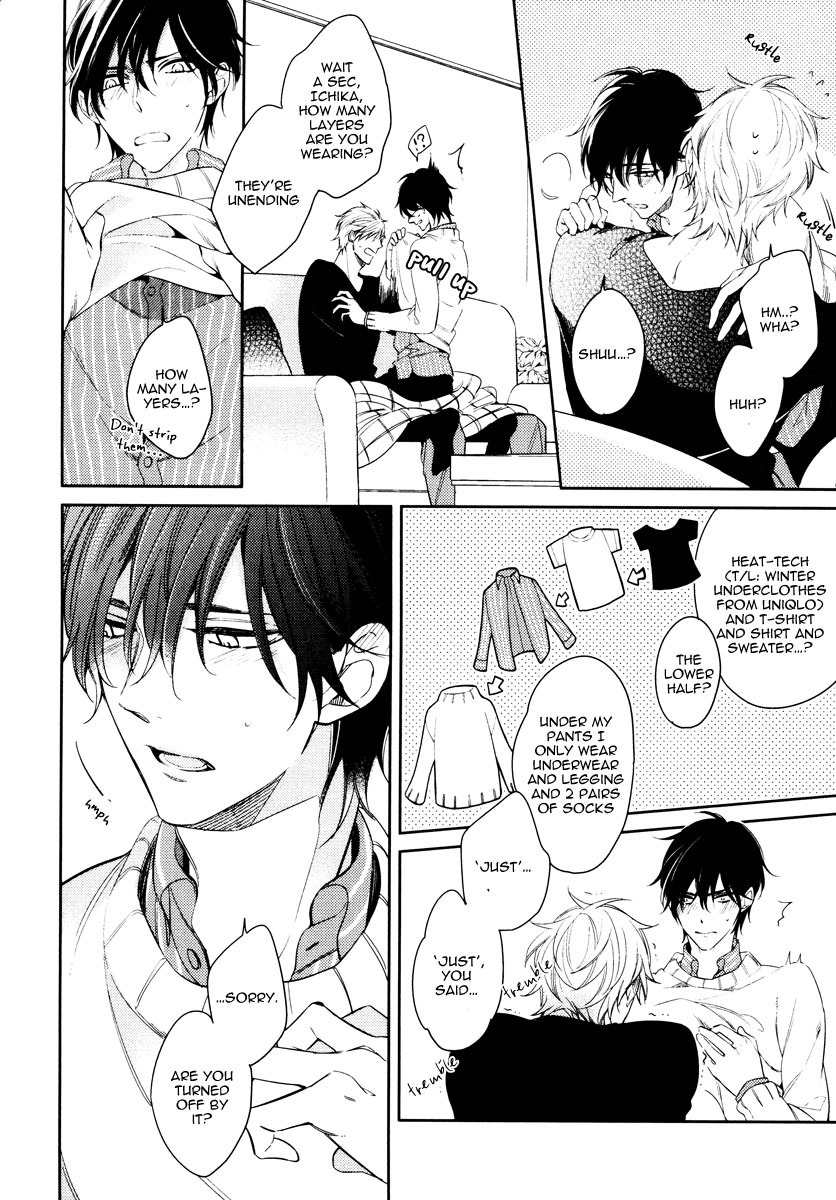 RUSTLE
RUSTLE
HM..?
WHA?
HUH?
SHUU...?
WAIT
A SEC,
ICHIKA,
HOW MANY
LAYERS
ARE YOU
WEARING?
THEY'RE
UNENDING
!?
PULL UP
HOW
MANY LA-
YERS...?
Don't strip
them...
HEAT-TECH
(T/L: WINTER
UNDERCLOTHES
FROM UNIQLO)
AND T-SHIRT
AND SHIRT AND
SWEATER...?
THE
LOWER
HALF?
UNDER MY
PANTS I
ONLY WEAR
UNDERWEAR
AND LEGGING
AND 2 PAIRS
OF SOCKS
'JUST'...
'JUST',
YOU
SAID...
tremble
tremble
hmph
...SORRY.
ARE YOU
TURNED
OFF BY
IT?